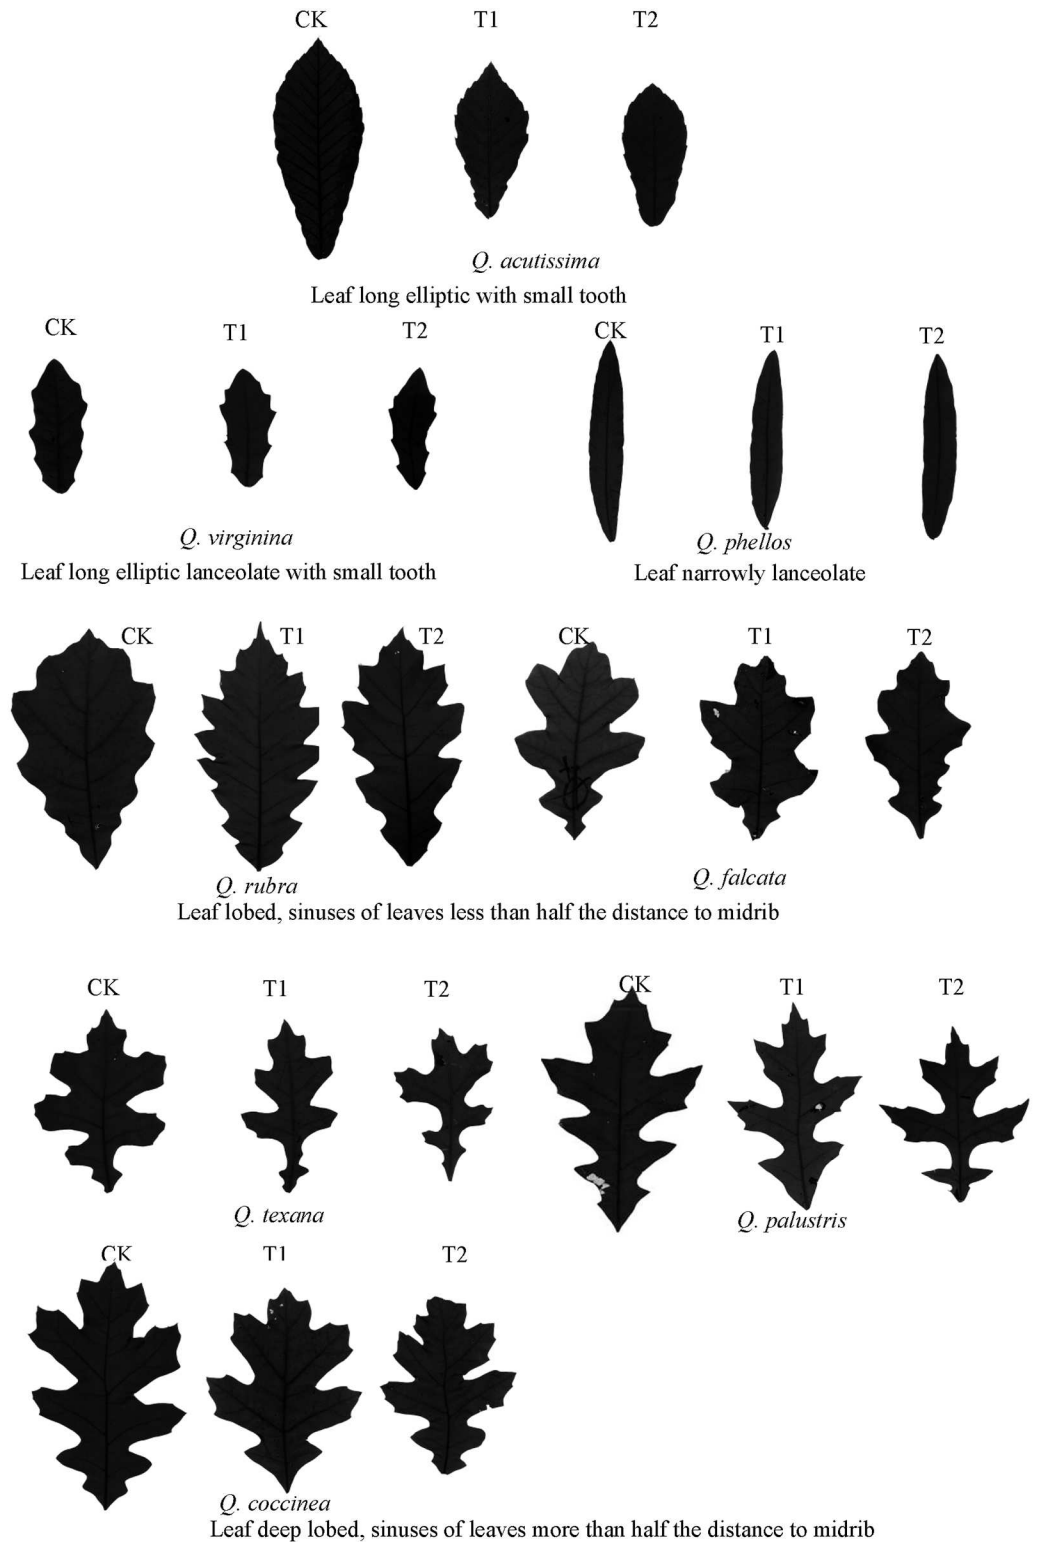 CK T1 T2
Q. acutissima
Leaf long elliptic with small tooth
CK T1 T2 CK T1 T2
Q. virginina Q. phellos
Leaf long elliptic lanceolate with small tooth Leaf narrowly lanceolate
CK T1 T2 CK T1 T2
Q. rubra Q. falcata
Leaf lobed, sinuses of leaves less than half the distance to midrib
CK T1 T2 CK T1 T2
Q. texana Q. palustris
CK T1 T2
Q. coccinea
Leaf deep lobed, sinuses of leaves more than half the distance to midrib